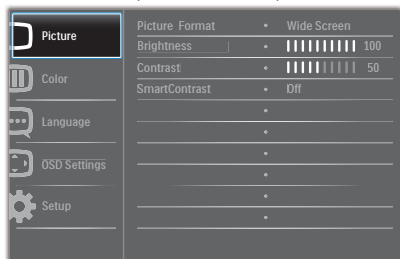 Picture
Color
Language
OSD Settings
Setup
Picture Format • Wide Screen
Brightness • 100
Contrast • 50
SmartContrast • Off
•
•
•
•
•
•